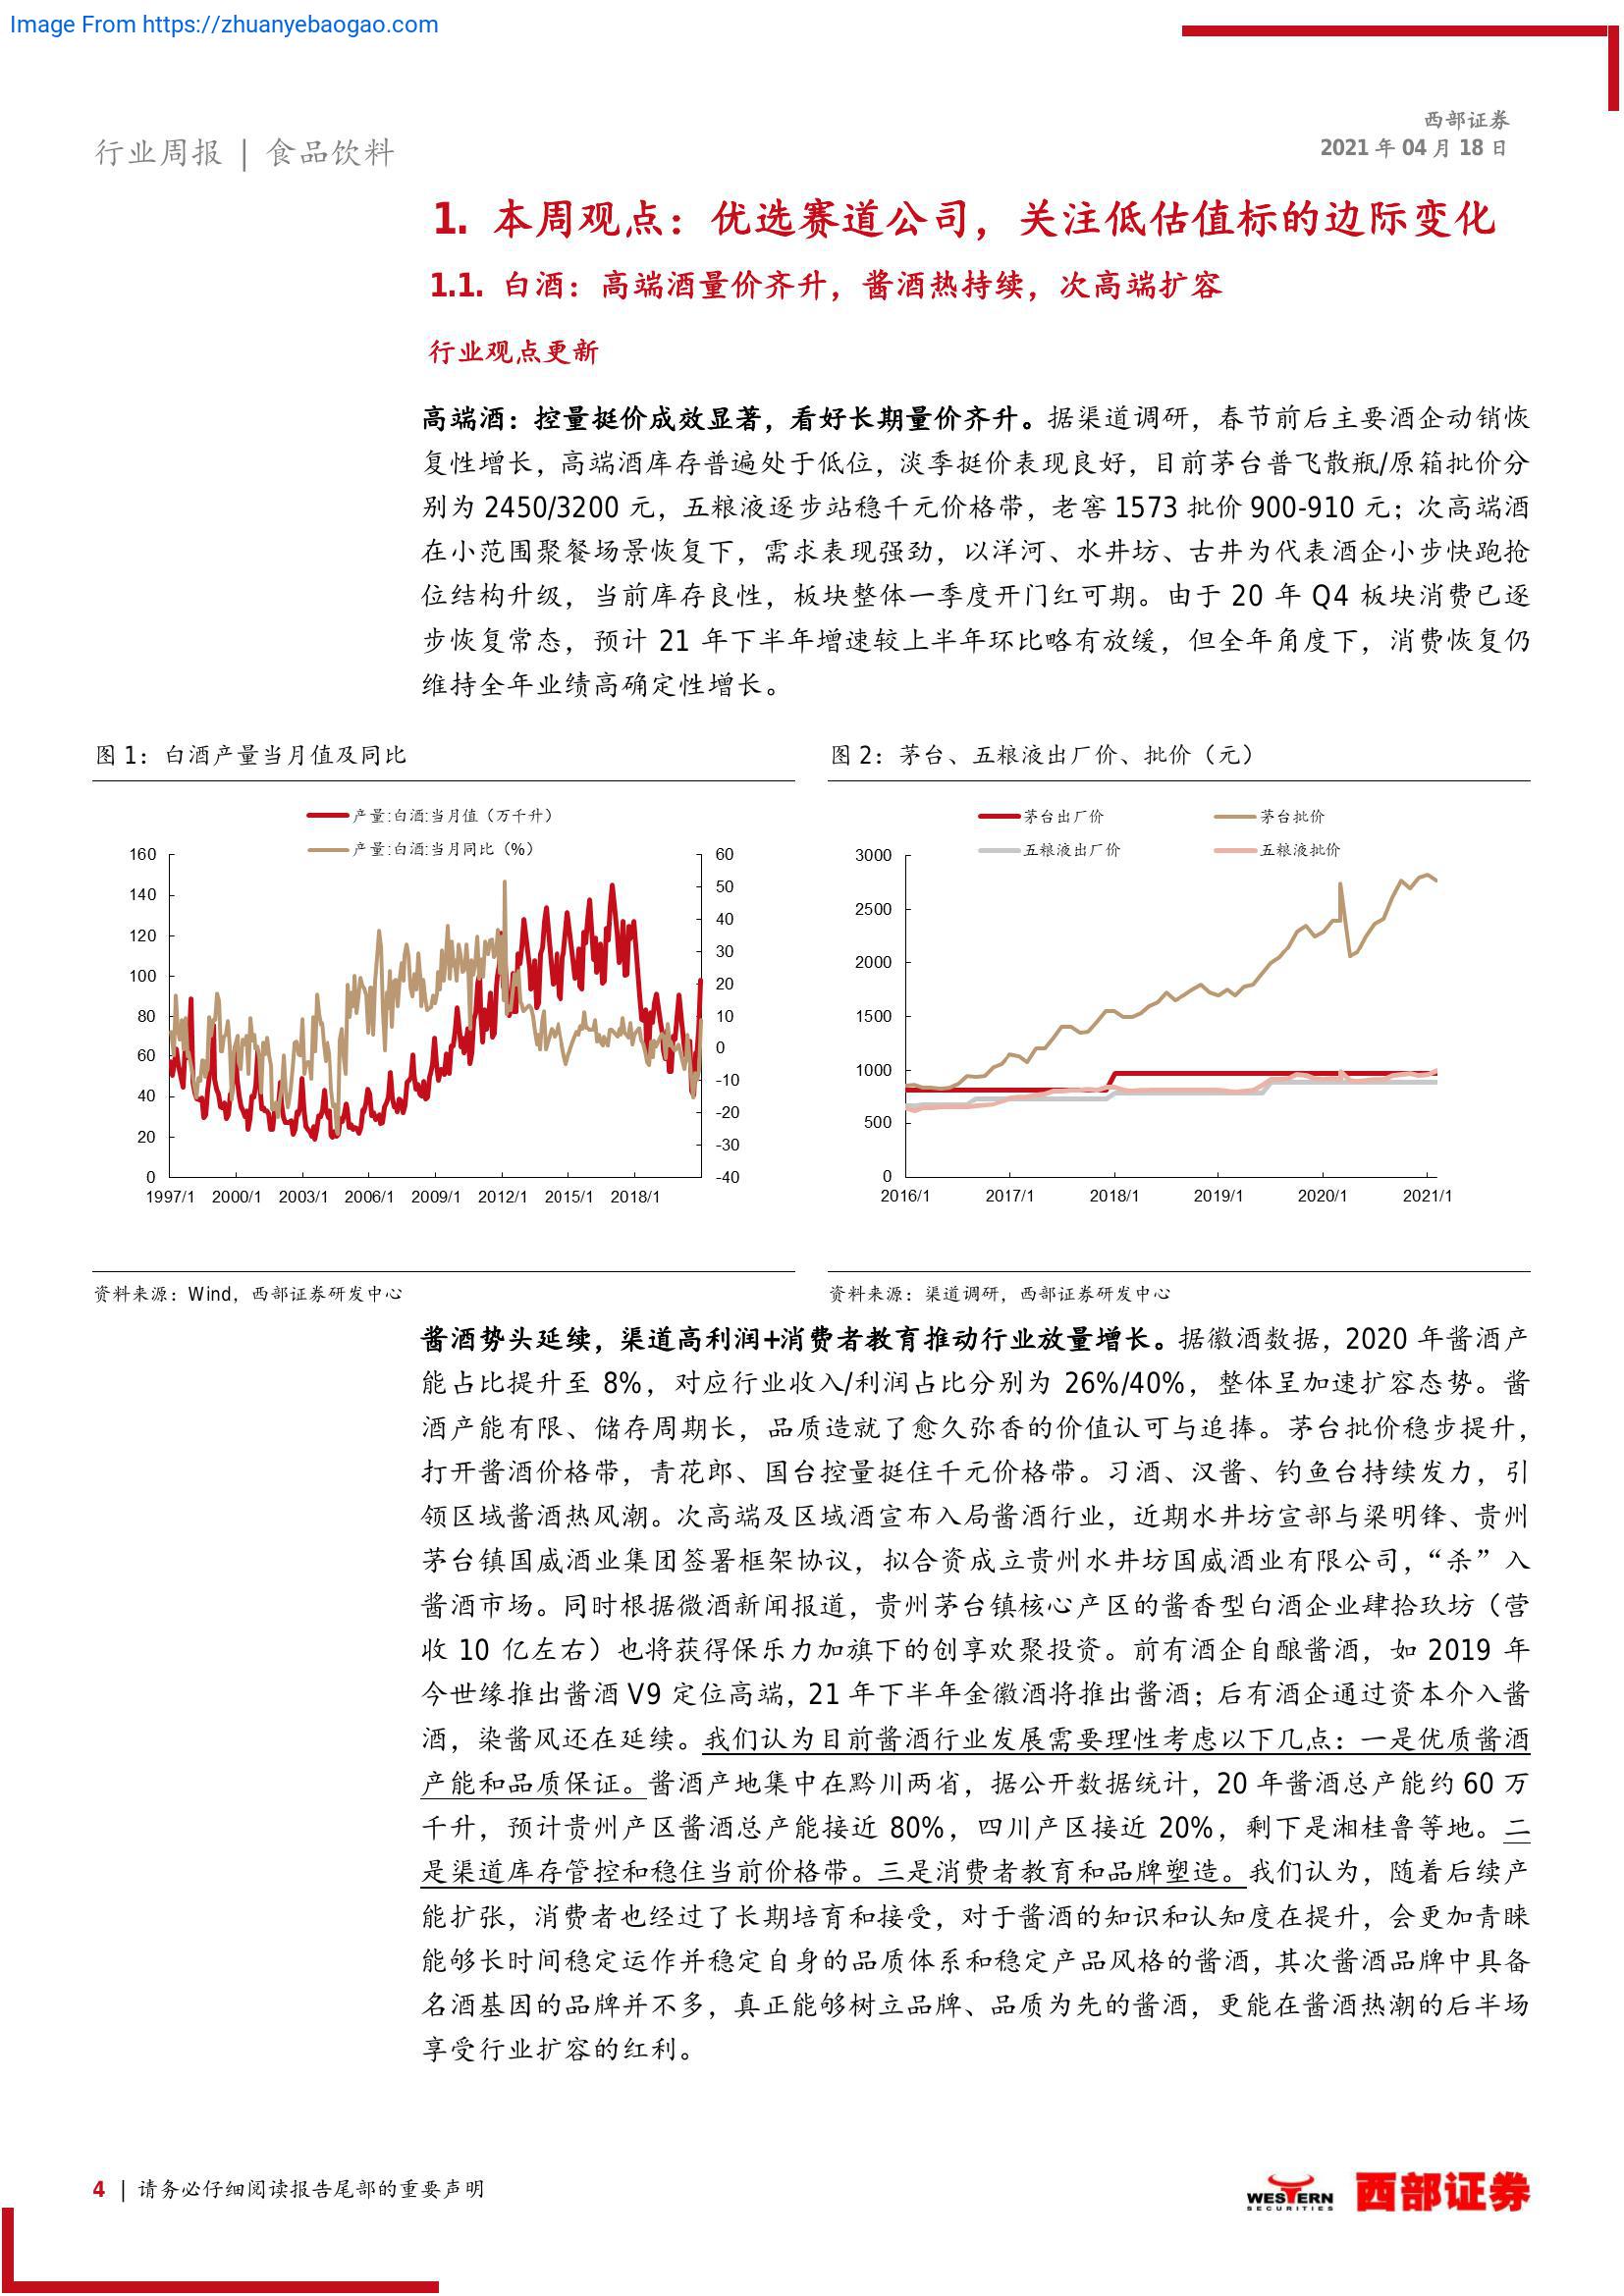 Image From https://zhuanyebaogao.com
行业周报 | 食品饮料
西部证券
2021 年 04 月 18 日
1. 本周观点：优选赛道公司，关注低估值标的边际变化
1.1. 白酒：高端酒量价齐升，酱酒热持续，次高端扩容
行业观点更新
高端酒：控量挺价成效显著，看好长期量价齐升。据渠道调研，春节前后主要酒企动销恢
复性增长，高端酒库存普遍处于低位，淡季挺价表现良好，目前茅台普飞散瓶/原箱批价分
别为 2450/3200 元，五粮液逐步站稳千元价格带，老窖 1573 批价 900-910 元；次高端酒
在小范围聚餐场景恢复下，需求表现强劲，以洋河、水井坊、古井为代表酒企小步快跑抢
位结构升级，当前库存良性，板块整体一季度开门红可期。由于 20 年 Q4 板块消费已逐
步恢复常态，预计 21 年下半年增速较上半年环比略有放缓，但全年角度下，消费恢复仍
维持全年业绩高确定性增长。
图 1：白酒产量当月值及同比
产量:白酒:当月值（万千升）
产量:白酒:当月同比（%）
160
140
120
100
80
60
40
20
0
60
50
40
30
20
10
0
-10
-20
-30
-40
1997/1 2000/1 2003/1 2006/1 2009/1 2012/1 2015/1 2018/1
资料来源：Wind，西部证券研发中心
图 2：茅台、五粮液出厂价、批价（元）
茅台出厂价
茅台批价
五粮液出厂价
五粮液批价
3000
2500
2000
1500
1000
500
0
2016/1 2017/1 2018/1 2019/1 2020/1 2021/1
资料来源：渠道调研，西部证券研发中心
酱酒势头延续，渠道高利润+消费者教育推动行业放量增长。据徽酒数据，2020 年酱酒产
能占比提升至 8%，对应行业收入/利润占比分别为 26%/40%，整体呈加速扩容态势。酱
酒产能有限、储存周期长，品质造就了愈久弥香的价值认可与追捧。茅台批价稳步提升，
打开酱酒价格带，青花郎、国台控量挺住千元价格带。习酒、汉酱、钓鱼台持续发力，引
领区域酱酒热风潮。次高端及区域酒宣布入局酱酒行业，近期水井坊宣部与梁明锋、贵州
茅台镇国威酒业集团签署框架协议，拟合资成立贵州水井坊国威酒业有限公司，“杀”入
酱酒市场。同时根据微酒新闻报道，贵州茅台镇核心产区的酱香型白酒企业肆拾玖坊（营
收 10 亿左右）也将获得保乐力加旗下的创享欢聚投资。前有酒企自酿酱酒，如 2019 年
今世缘推出酱酒 V9 定位高端，21 年下半年金徽酒将推出酱酒；后有酒企通过资本介入酱
酒，染酱风还在延续。我们认为目前酱酒行业发展需要理性考虑以下几点：一是优质酱酒
产能和品质保证。酱酒产地集中在黔川两省，据公开数据统计，20 年酱酒总产能约 60 万
千升，预计贵州产区酱酒总产能接近 80%，四川产区接近 20%，剩下是湘桂鲁等地。二
是渠道库存管控和稳住当前价格带。三是消费者教育和品牌塑造。我们认为，随着后续产
能扩张，消费者也经过了长期培育和接受，对于酱酒的知识和认知度在提升，会更加青睐
能够长时间稳定运作并稳定自身的品质体系和稳定产品风格的酱酒，其次酱酒品牌中具备
名酒基因的品牌并不多，真正能够树立品牌、品质为先的酱酒，更能在酱酒热潮的后半场
享受行业扩容的红利。
4 | 请务必仔细阅读报告尾部的重要声明
WESTERN
SECURITIES
西部证券